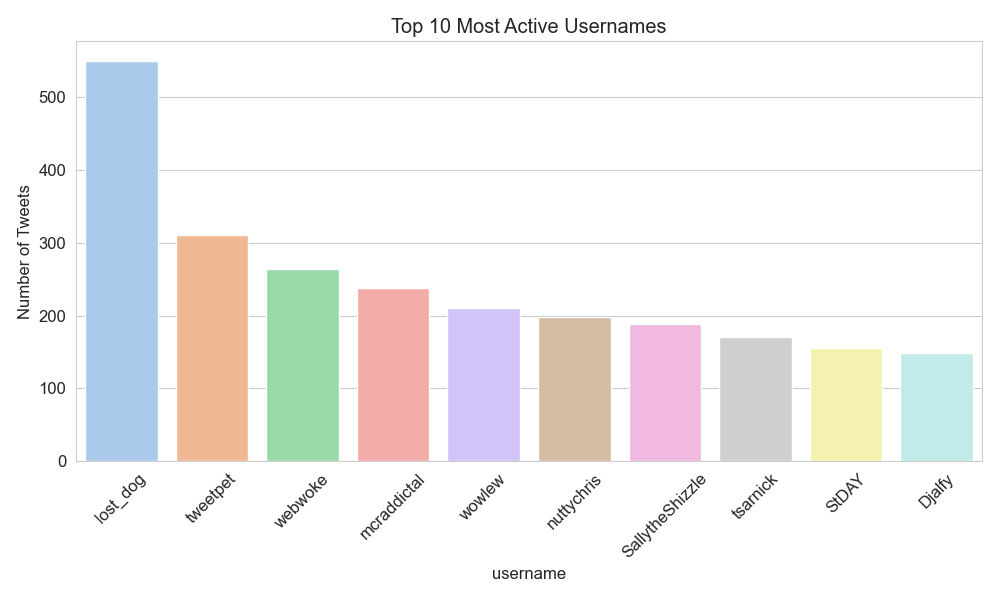 Top 10 Most Active Usernames
Number of Tweets
500
400
300
200
100
0
lost_dog
tweetpet
webwoke
mcraddictal
wowlew
nuttychris
SallytheShizzle
tsarnick
StDAY
Djalfy
username